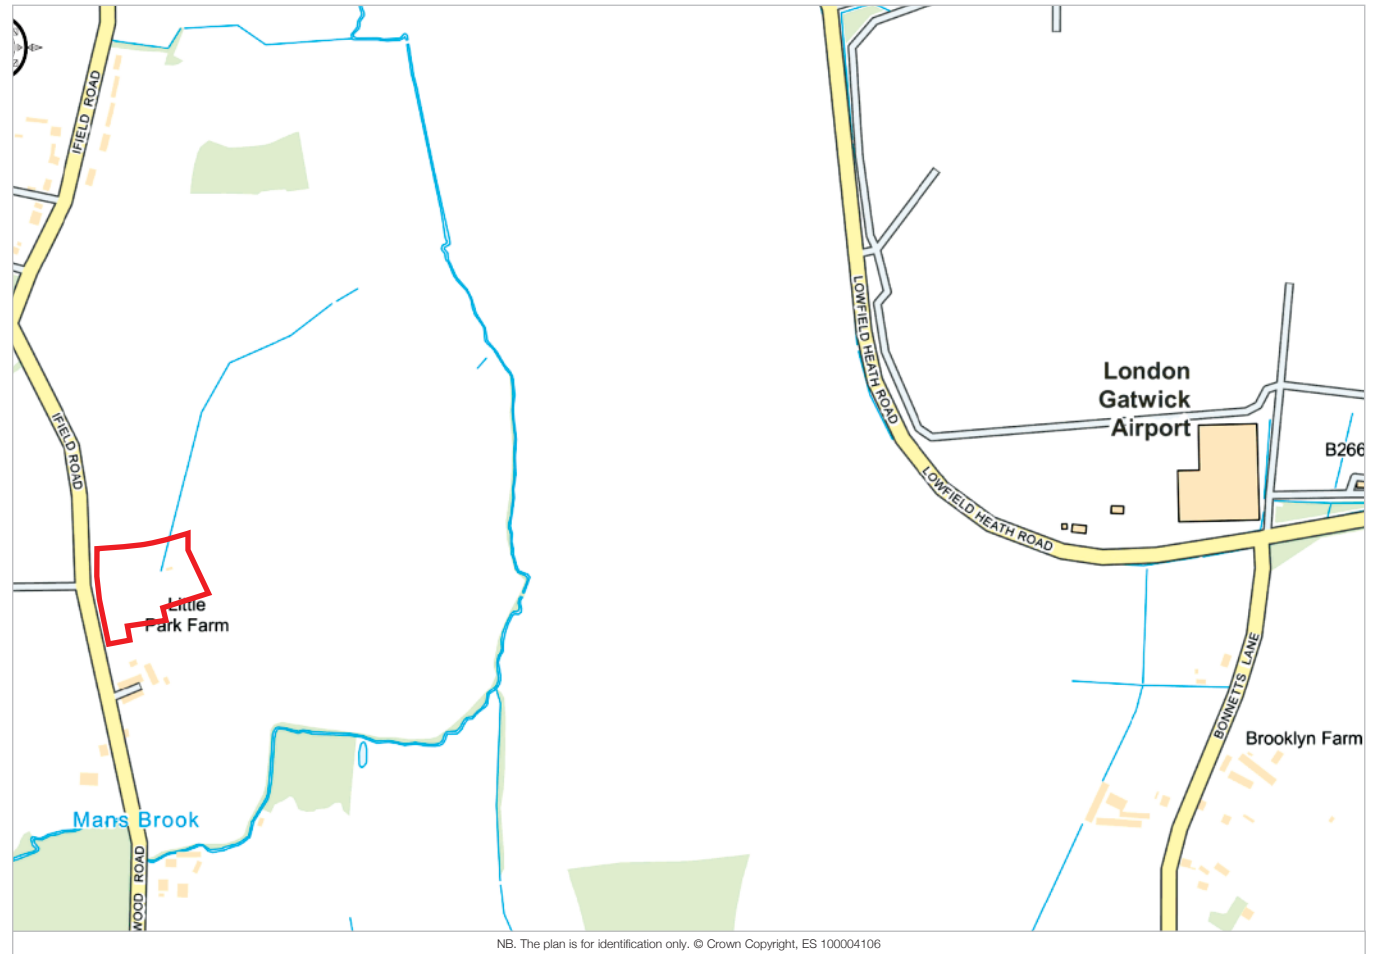 IFIELD ROAD
IFIELD ROAD
LOWFIELD HEATH ROAD
LOWFIELD HEATH ROAD
London
Gatwick
Airport
B266
Little
Park Farm
BONNETTS LANE
Brooklyn Farm
Mans Brook
WOOD ROAD
NB. The plan is for identification only. © Crown Copyright, ES 100004106